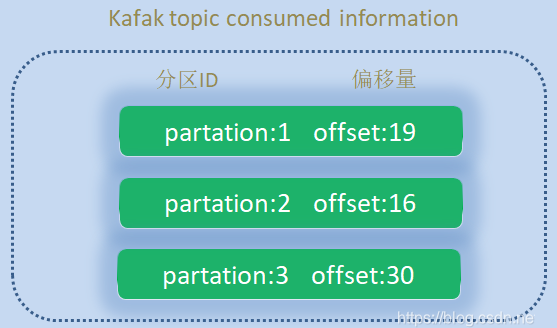 Kafak topic consumed information
分区ID 偏移量
partation:1 offset:19
partation:2 offset:16
partation:3 offset:30